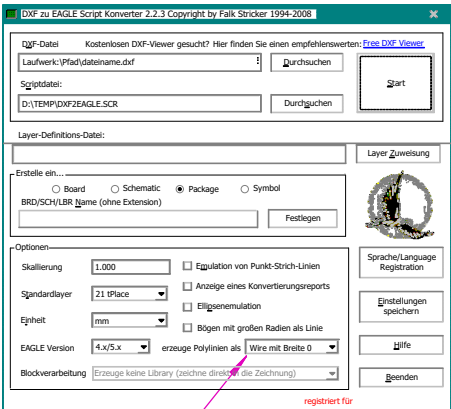 DXF zu EAGLE Script Konverter 2.2.3 Copyright by Falk Stricker 1994-2008
DXF-Datei Kostenlosen DXF-Viewer gesucht? Hier finden Sie einen empfehlenswerten: Free DXF Viewer
Laufwerk:\Pfad\dateiname.dxf
Durchsuchen
Start
Scriptdatei:
D:\TEMP\DXF2EAGLE.SCR
Durchsuchen
Layer-Definitions-Datei:
Layer Zuweisung
Erstelle ein...
Board Schematic Package Symbol
BRD/SCH/LBR Name (ohne Extension)
Festlegen
Optionen
Skallierung 1.000 Emulation von Punkt-Strich-Linien
Sprache/Language Registration
Standardlayer 21 tPlace Anzeige eines Konvertierungsreports
Ellipsenemulation
Einstellungen speichern
Einheit mm Bögen mit großen Radien als Linie
EAGLE Version 4.x/5.x erzeuge Polylinien als Wire mit Breite 0
Hilfe
Blockverarbeitung Erzeuge keine Library (zeichne direkt in die Zeichnung)
Beenden
registriert für